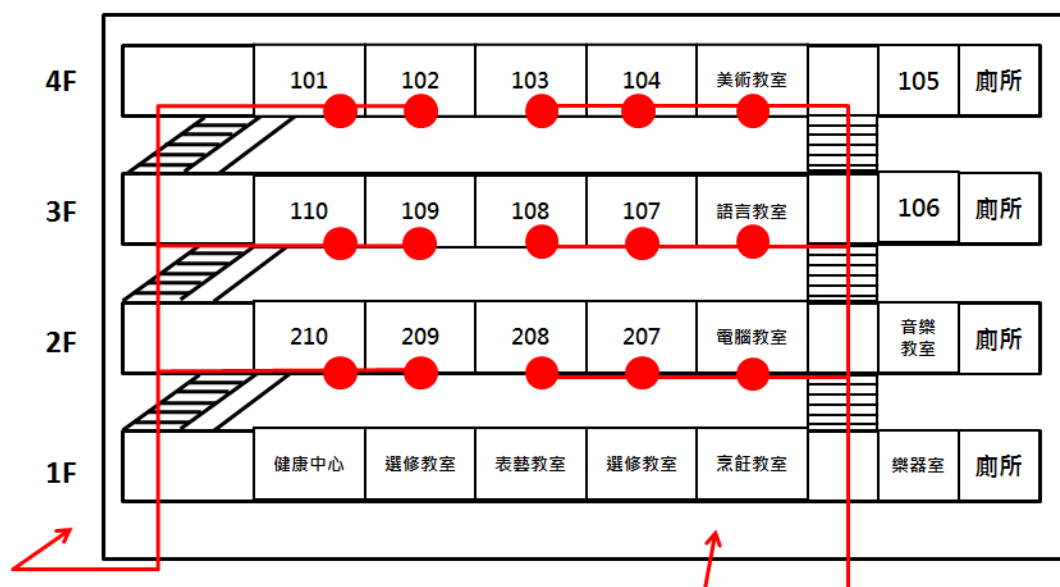 4F
101
102
103
104
美術教室
105
廁所
3F
110
109
108
107
語言教室
106
廁所
2F
210
209
208
207
電腦教室
音樂
教室
廁所
1F
健康中心
選修教室
表藝教室
選修教室
烹飪教室
樂器室
廁所